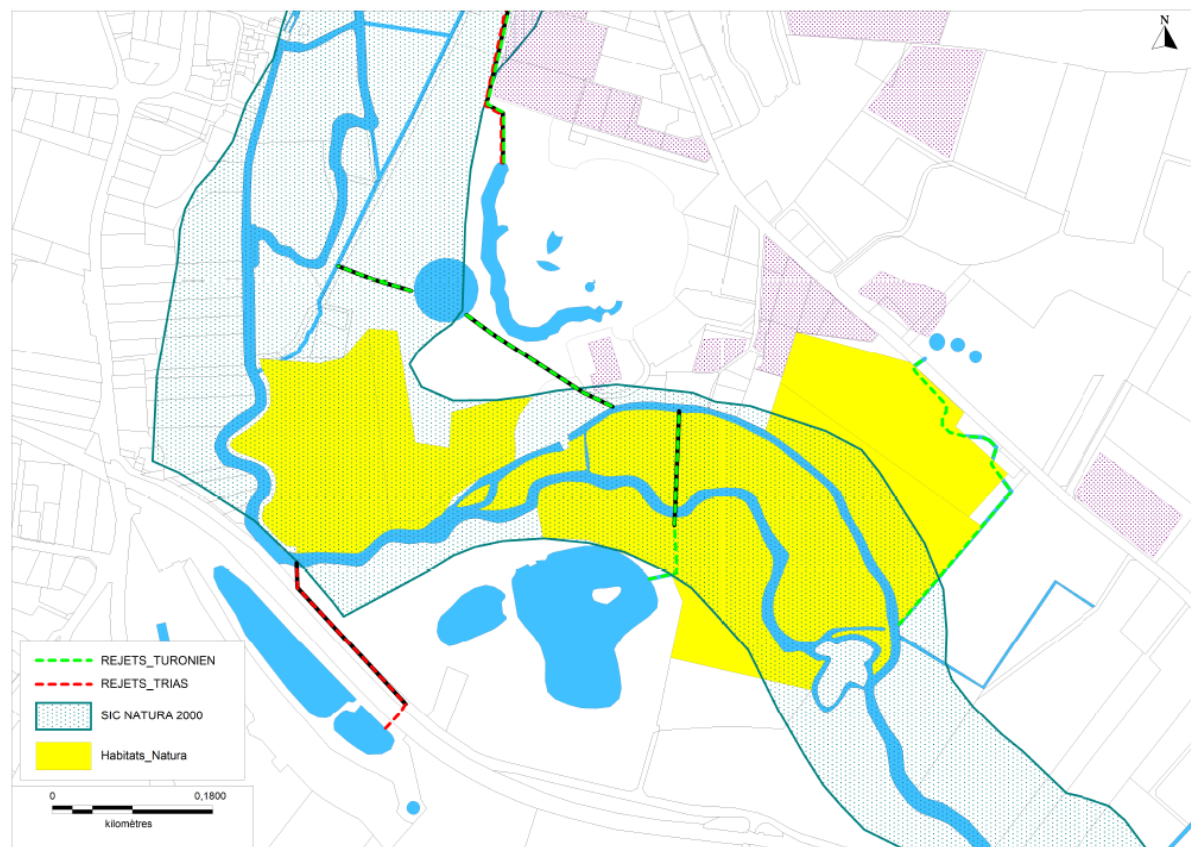 N
REJETS_TURONIEN
REJETS_TRIAS
SIC NATURA 2000
Habitats_Natura
0 0,1800
kilomètres